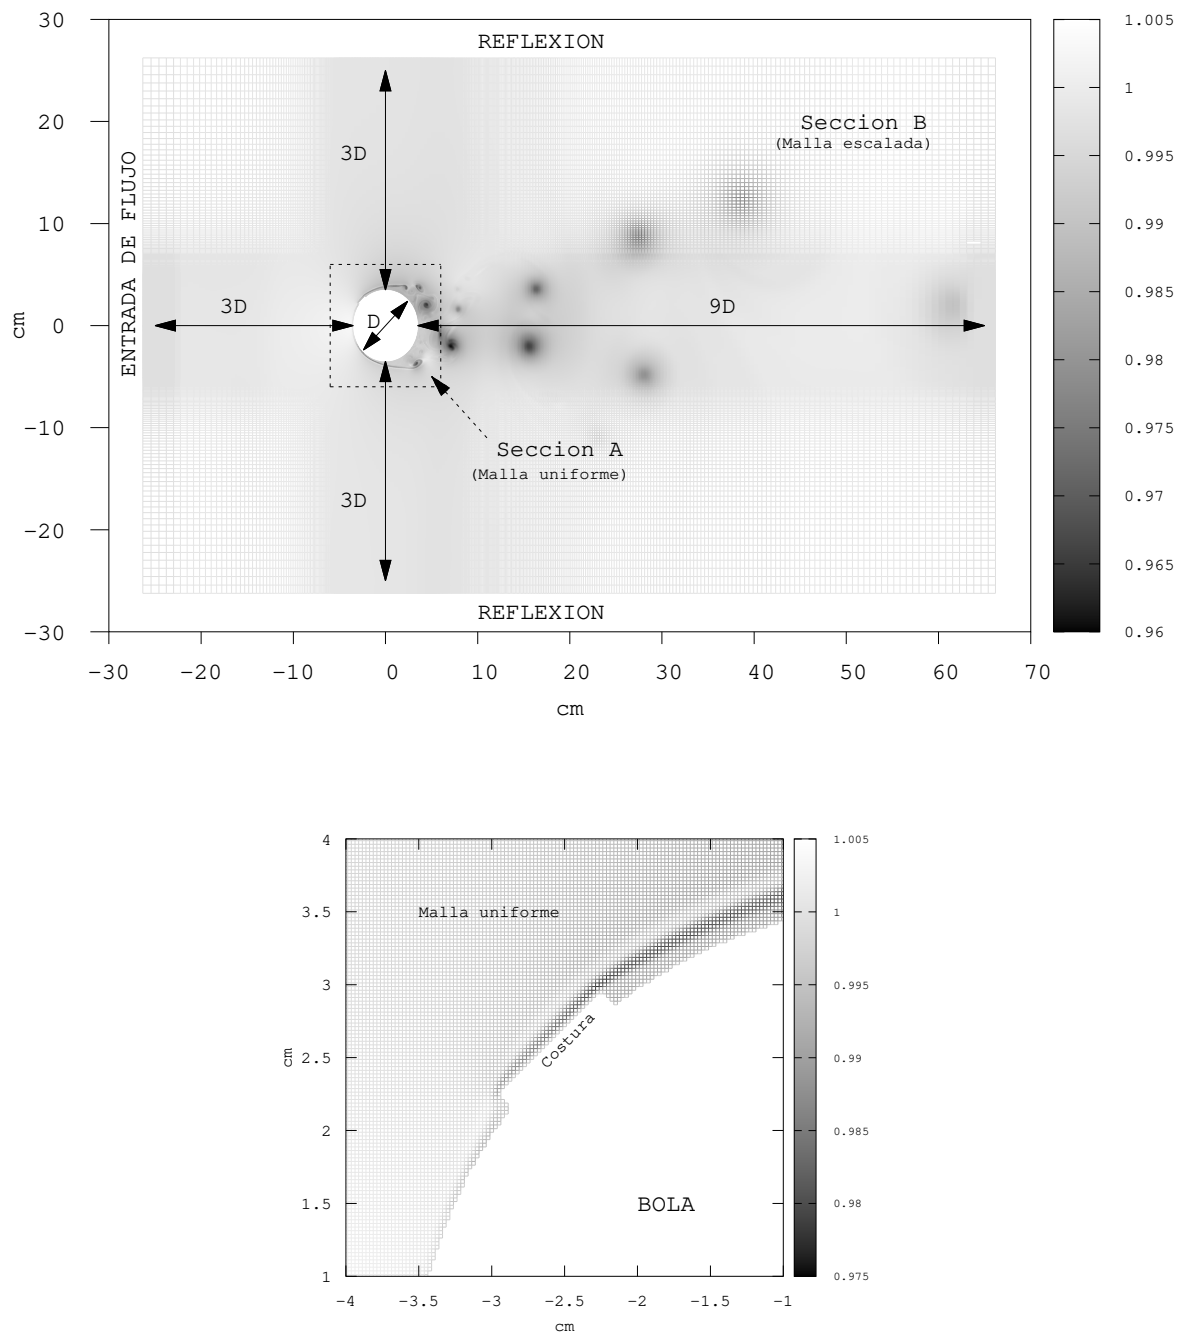 30
20
10
0
−10
−20
−30
cm
ENTRADA DE FLUJO
REFLEXION
Seccion B
(Malla escalada)
3D
3D
D
9D
Seccion A
(Malla uniforme)
3D
REFLEXION
−30 −20 −10 0 10 20 30 40 50 60 70
cm
1.005
1
0.995
0.99
0.985
0.98
0.975
0.97
0.965
0.96
4
3.5
3
2.5
2
1.5
1
cm
Malla uniforme
Costura
BOLA
−4 −3.5 −3 −2.5 −2 −1.5 −1
cm
1.005
1
0.995
0.99
0.985
0.98
0.975